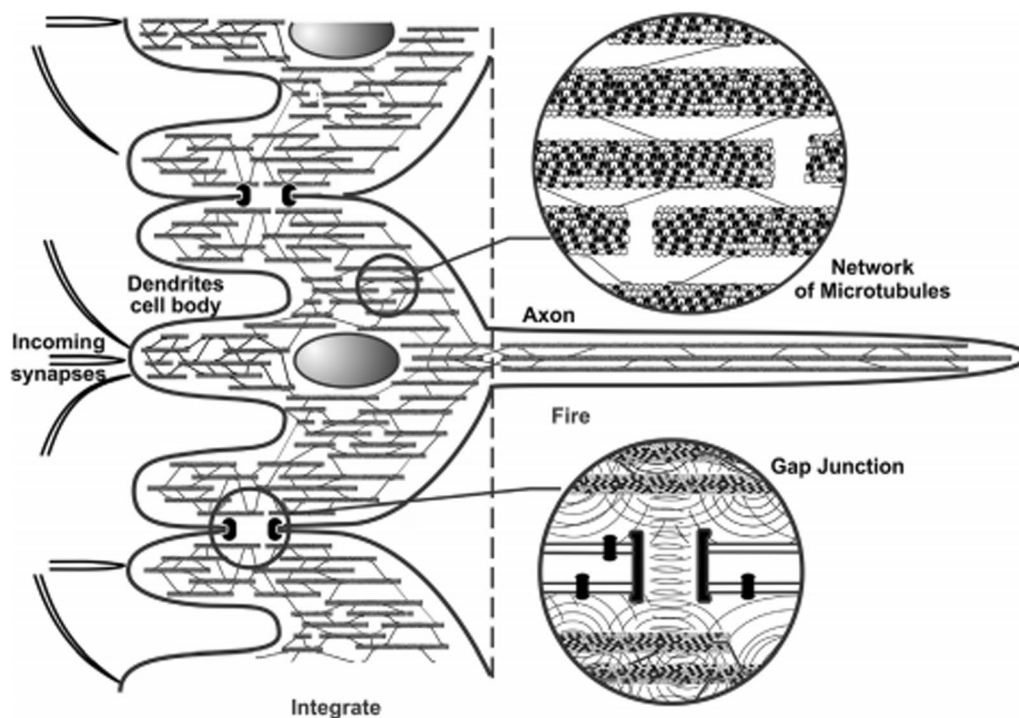 Network
of Microtubules
Dendrites
cell body
Axon
Incoming
synapses
Fire
Gap Junction
Integrate